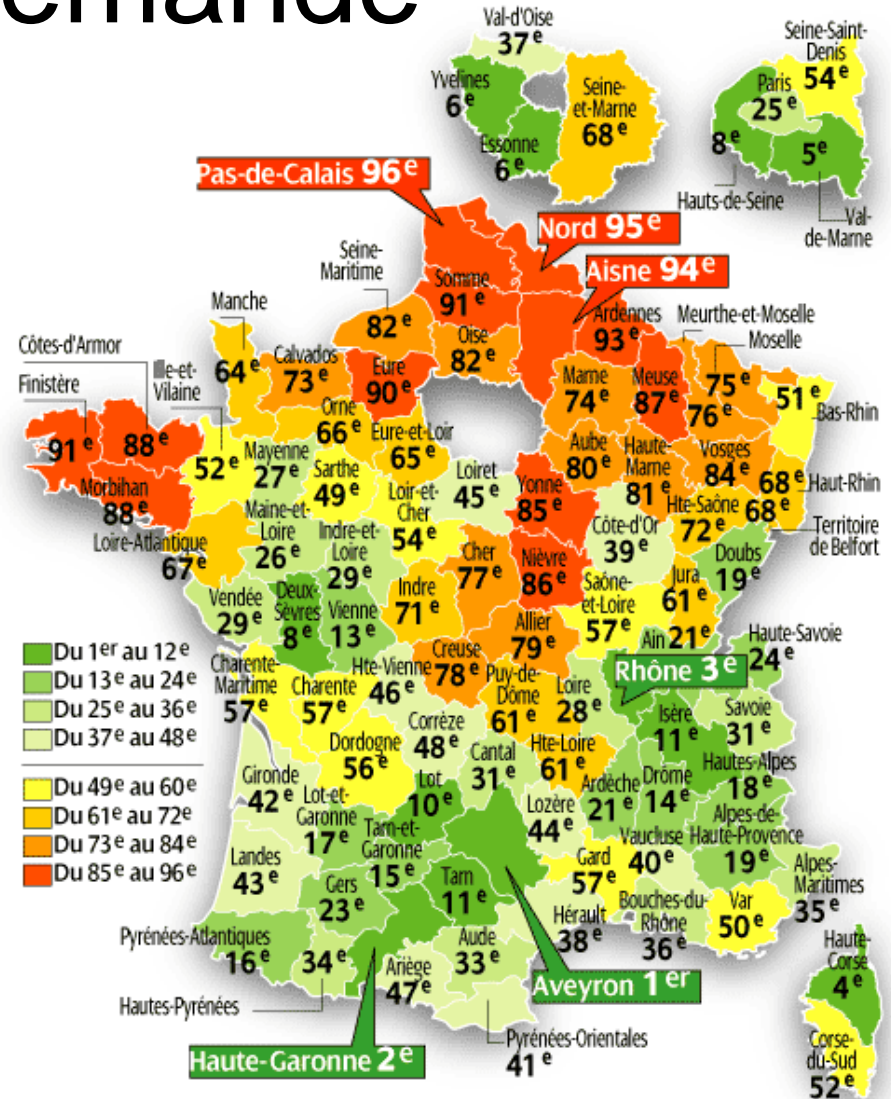 emande
Val-d'Oise
37e
Yvelines
6e
Essonne
6e
Seine-
et-Marne
68e
Seine-Saint-
Denis
54e
Paris
25e
8e
5e
Hauts-de-Seine
Val-
de-Marne
Pas-de-Calais 96e
Nord 95e
Aisne 94e
Somme
91e
Seine-
Maritime
82e
Oise
82e
Ardennes
93e
Meurthe-et-Moselle
Moselle
Manche
64e
Calvados
73e
Eure
90e
Marne
74e
Meuse
87e
75e
76e
51e
Bas-Rhin
Côtes-d'Armor
Finistère
Ille-et-
Vilaine
91e
88e
Morbihan
88e
52e
Mayenne
27e
Orne
66e
Eure-et-Loir
65e
Sarthe
49e
Loiret
45e
Loir-et-
Cher
54e
Yonne
85e
Aube
80e
Haute-
Marne
81e
Vosges
84e
68e
Haut-Rhin
Hte-Saône
72e
68e
Territoire
de Belfort
Loire-Atlantique
67e
Maine-et-
Loire
26e
Indre-et-
Loire
29e
Cher
77e
Nièvre
86e
Côte-d'Or
39e
Doubs
19e
Vendée
29e
Deux-
Sèvres
8e
Vienne
13e
Indre
71e
Allier
79e
Saône-
et-Loire
57e
Jura
61e
Ain 21e
Haute-Savoie
24e
Du 1er au 12e
Du 13e au 24e
Du 25e au 36e
Du 37e au 48e
Du 49e au 60e
Du 61e au 72e
Du 73e au 84e
Du 85e au 96e
Charente-
Maritime
57e
Charente
57e
Hte-Vienne
46e
Creuse
78e
Puy-de-
Dôme
61e
Loire
28e
Rhône 3e
Isère
11e
Savoie
31e
Dordogne
56e
Corrèze
48e
Cantal
31e
Hte-Loire
61e
Ardèche
21e
Drôme
14e
Hautes-Alpes
18e
Gironde
42e
Lot-et-
Garonne
17e
Lot
10e
Lozère
44e
Tarn-et-
Garonne
15e
Vaucluse
40e
Alpes-de-
Haute-Provence
19e
Alpes-
Maritimes
35e
Landes
43e
Gers
23e
Tarn
11e
Gard
57e
Bouches-du-
Rhône
36e
Var
50e
Hérault
38e
Pyrénées-Atlantiques
16e
34e
Hautes-Pyrénées
Ariège
47e
Aude
33e
Aveyron 1er
Haute-Garonne 2e
Pyrénées-Orientales
41e
Haute-
Corse
4e
Corse-
du-Sud
52e